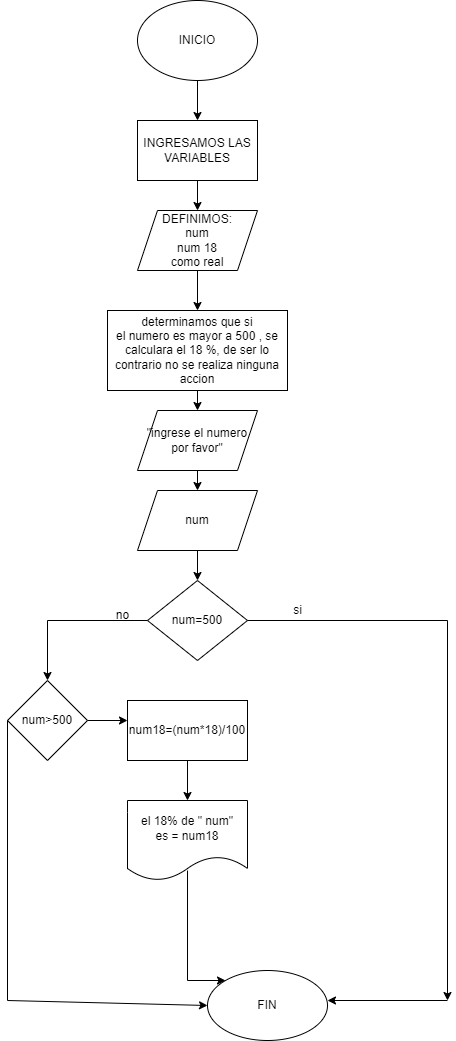 INICIO
INGRESAMOS LAS
VARIABLES
DEFINIMOS:
num
num 18
como real
determinamos que si
el numero es mayor a 500 , se
calculara el 18 %, de ser lo
contrario no se realiza ninguna
accion
"ingrese el numero
por favor"
num
num=500
no
si
num>500
num18=(num*18)/100
el 18% de " num"
es = num18
FIN